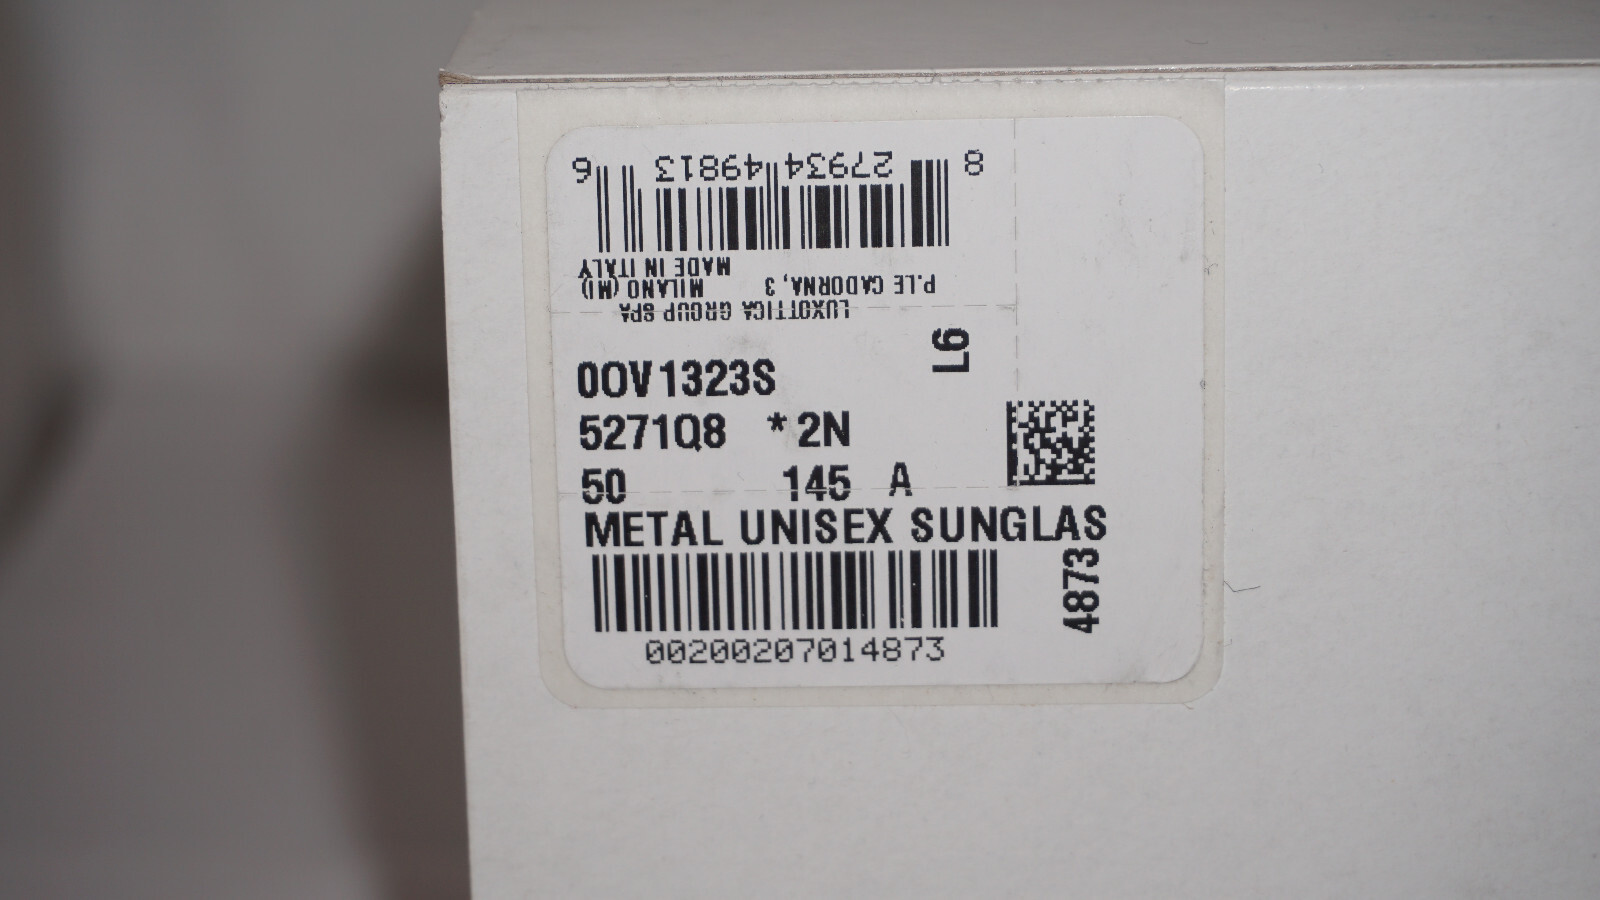 8 27934 49813 6
LUXOTTICA GROUP SPA
P.LE CADORNA, 3 MILANO (MI)
MADE IN ITALY
L6
0OV1323S
5271Q8 * 2N
50 145 A
METAL UNISEX SUNGLAS
4873
00200207014873